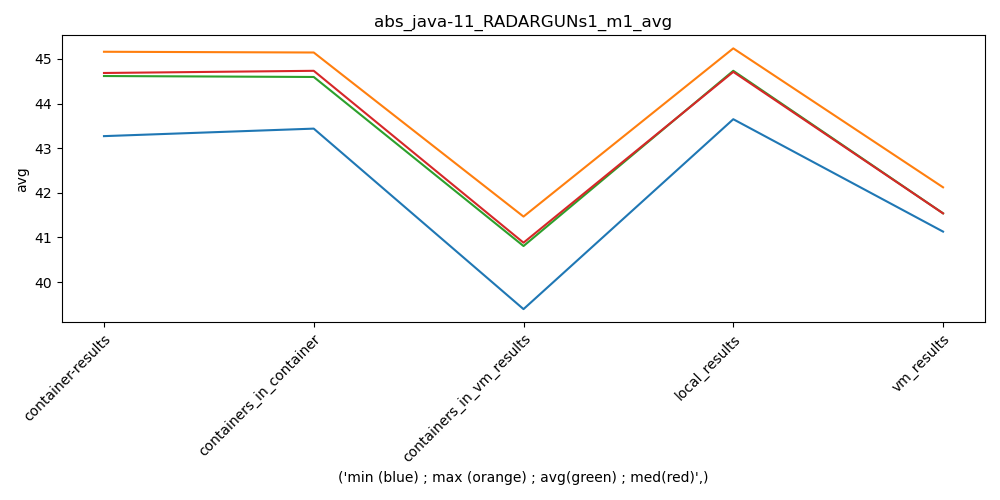 abs_java-11_RADARGUNs1_m1_avg
45
44
43
42
41
40
avg
container-results
containers_in_container
containers_in_vm_results
local_results
vm_results
('min (blue) ; max (orange) ; avg(green) ; med(red)',)